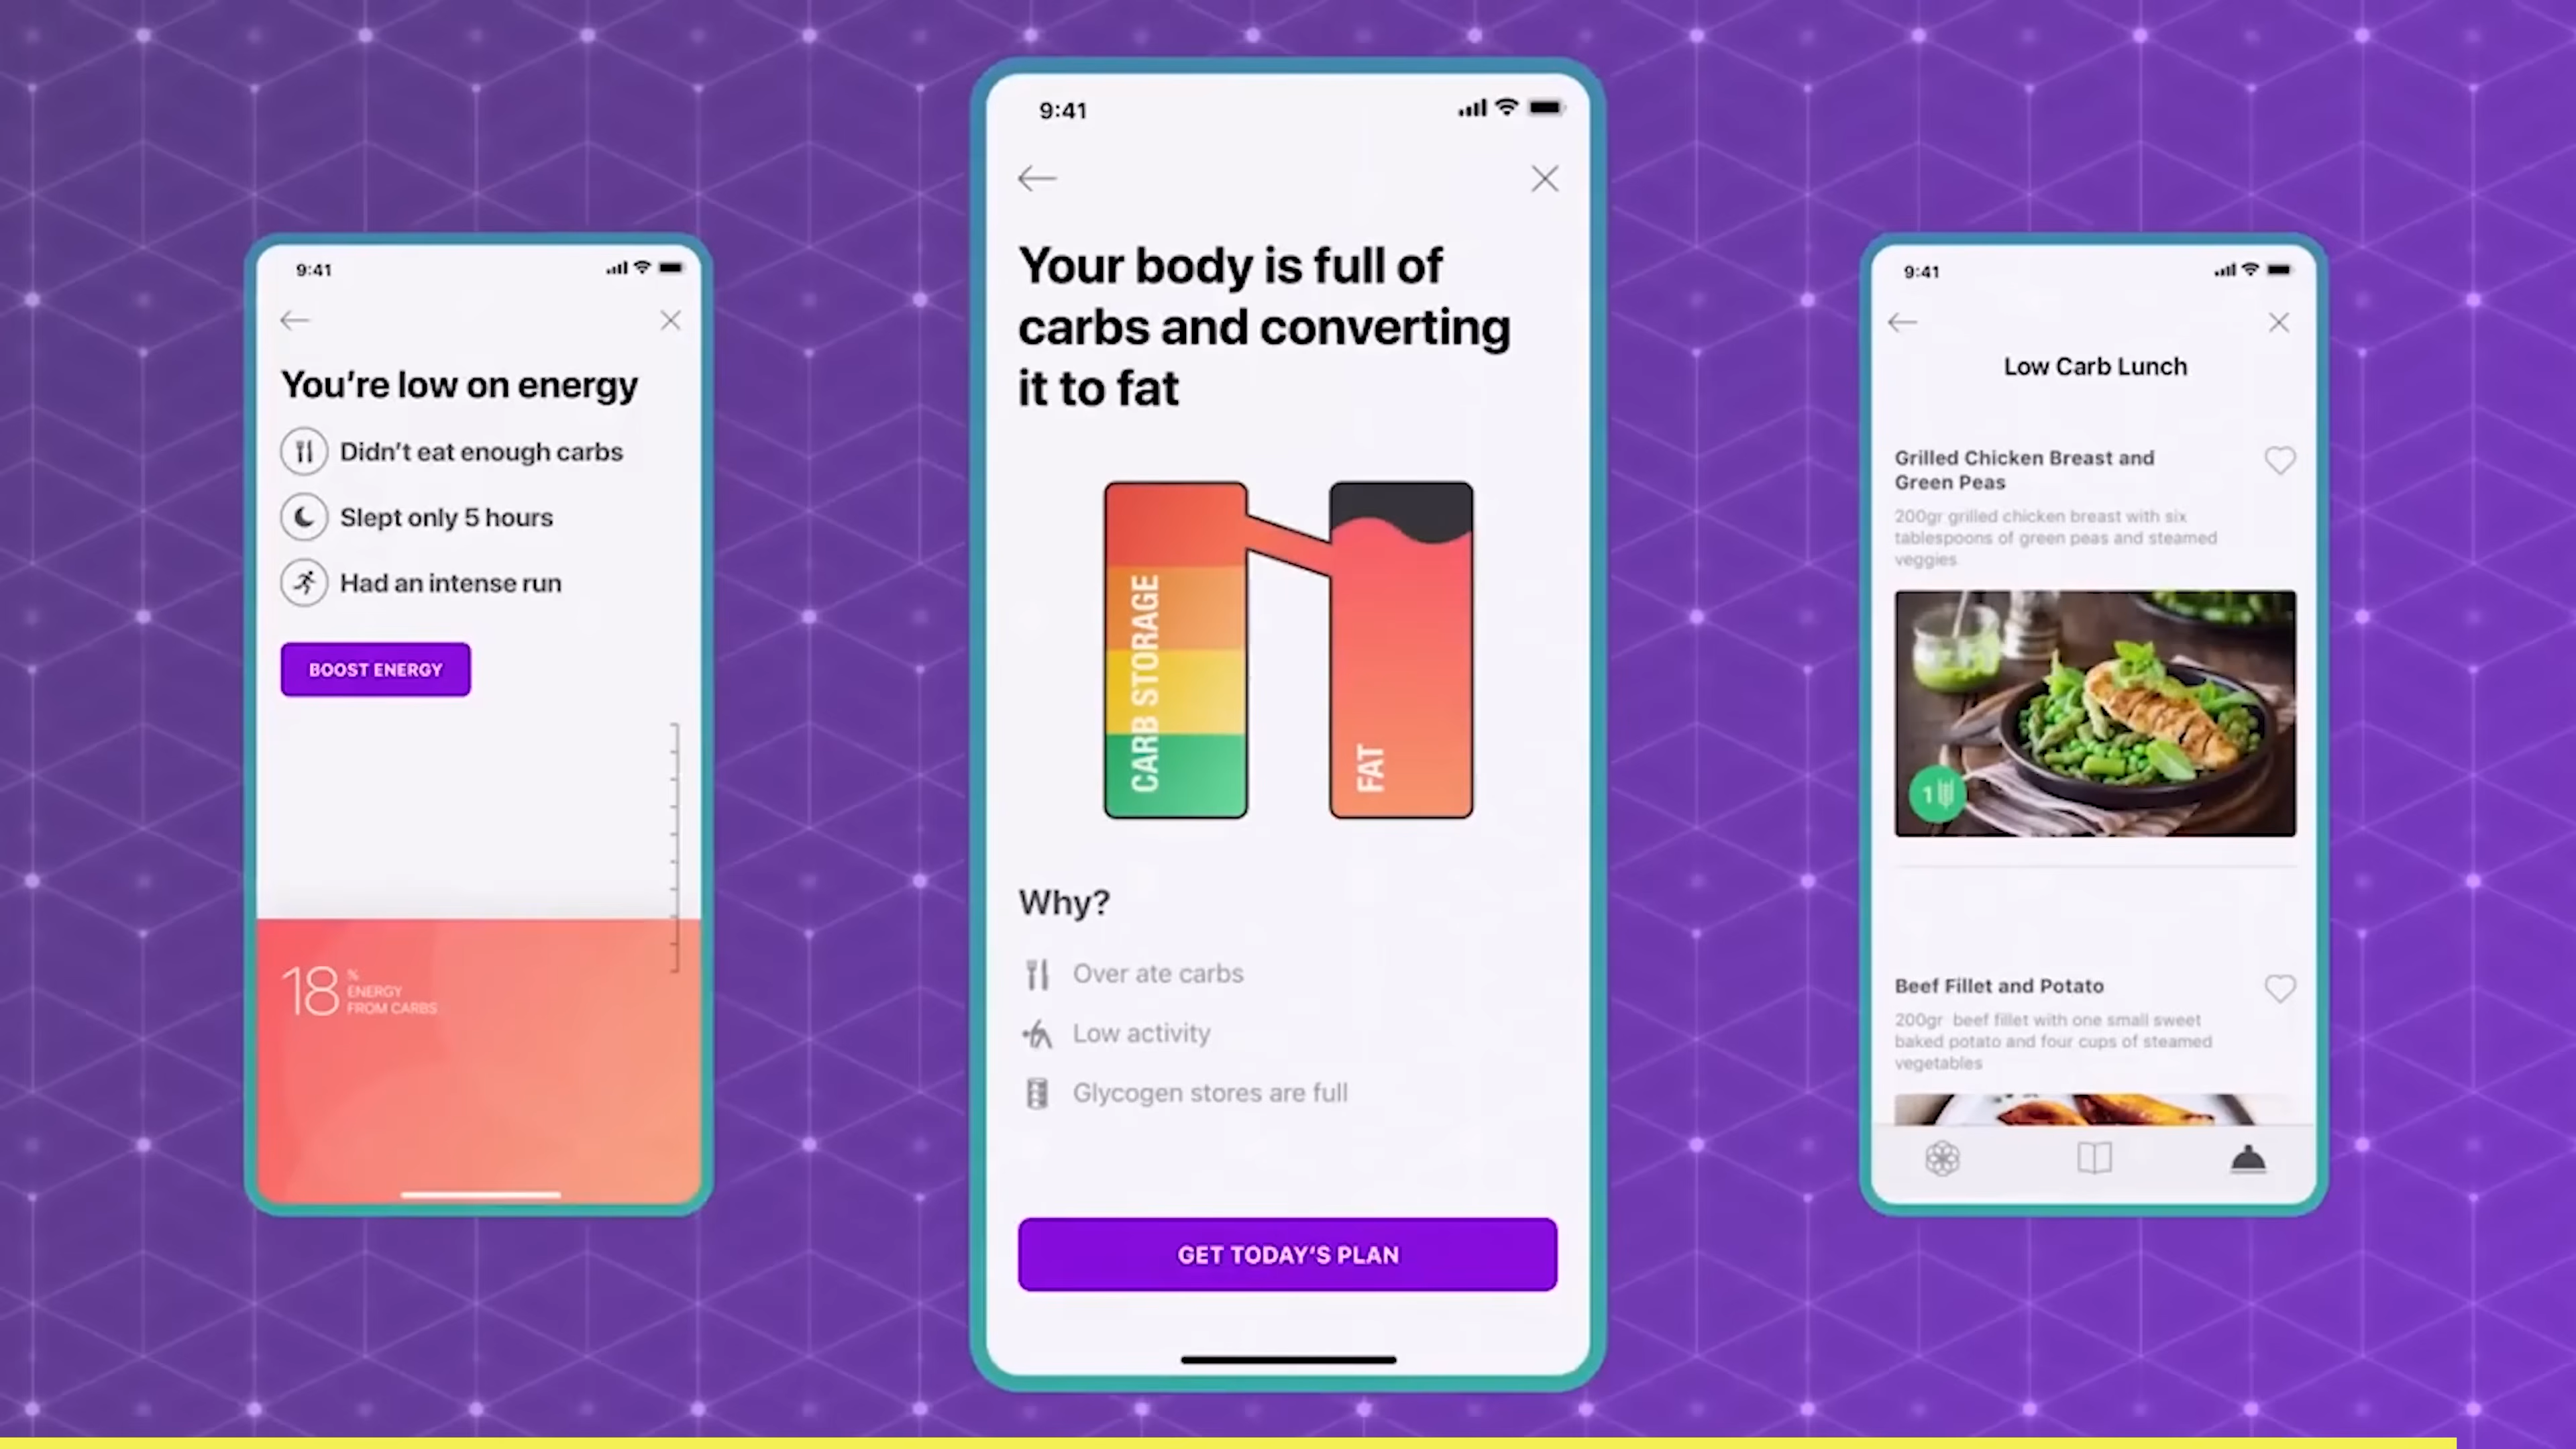 9:41
You're low on energy
Didn't eat enough carbs
Slept only 5 hours
Had an intense run
BOOST ENERGY
18 %
ENERGY
FROM CARBS
9:41
Your body is full of
carbs and converting
it to fat
CARB STORAGE
FAT
Why?
Over ate carbs
Low activity
Glycogen stores are full
GET TODAY'S PLAN
9:41
Low Carb Lunch
Grilled Chicken Breast and
Green Peas
200gr grilled chicken breast with six
tablespoons of green peas and steamed
veggies
1
Beef Fillet and Potato
200gr beef fillet with one small sweet
baked potato and four cups of steamed
vegetables